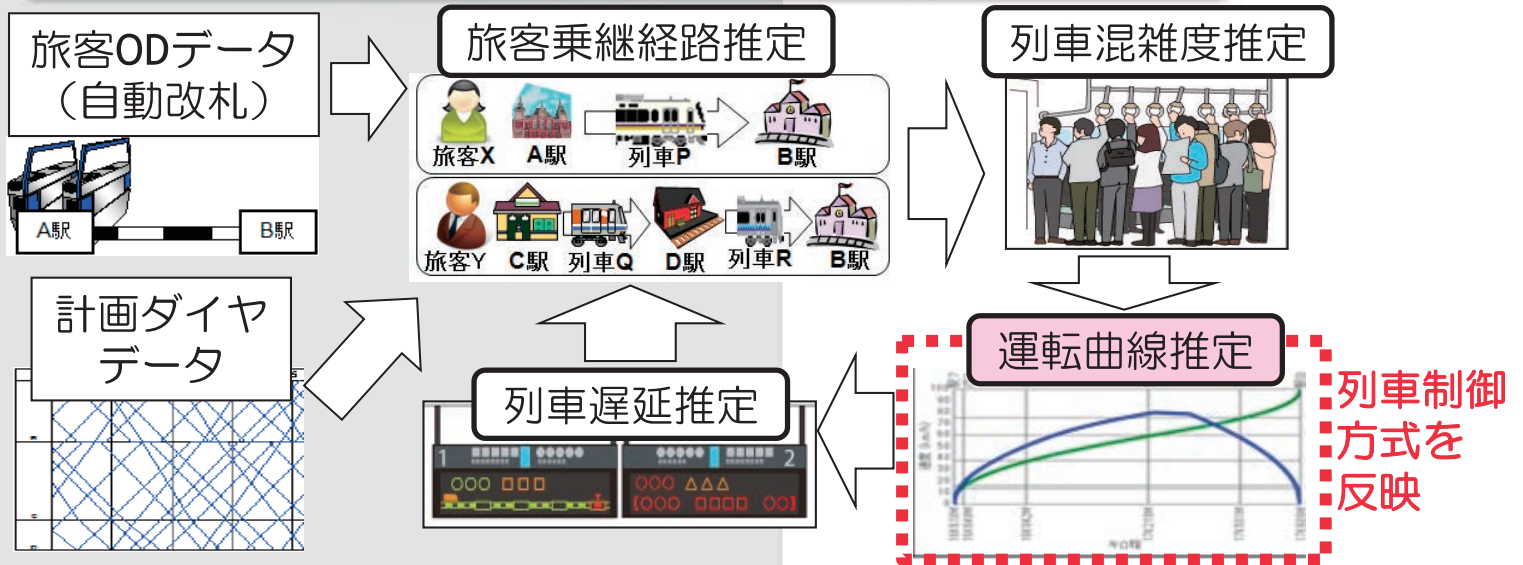 旅客ODデータ
（自動改札）
A駅
B駅
計画ダイヤ
データ
旅客乗継経路推定
旅客X
A駅
列車P
B駅
旅客Y
C駅
列車Q
D駅
列車R
B駅
列車混雑度推定
運転曲線推定
列車制御
方式を
反映
列車遅延推定
1
2
○○○ □□□
○○○ △△△
【○○○ □□□□ ○○】